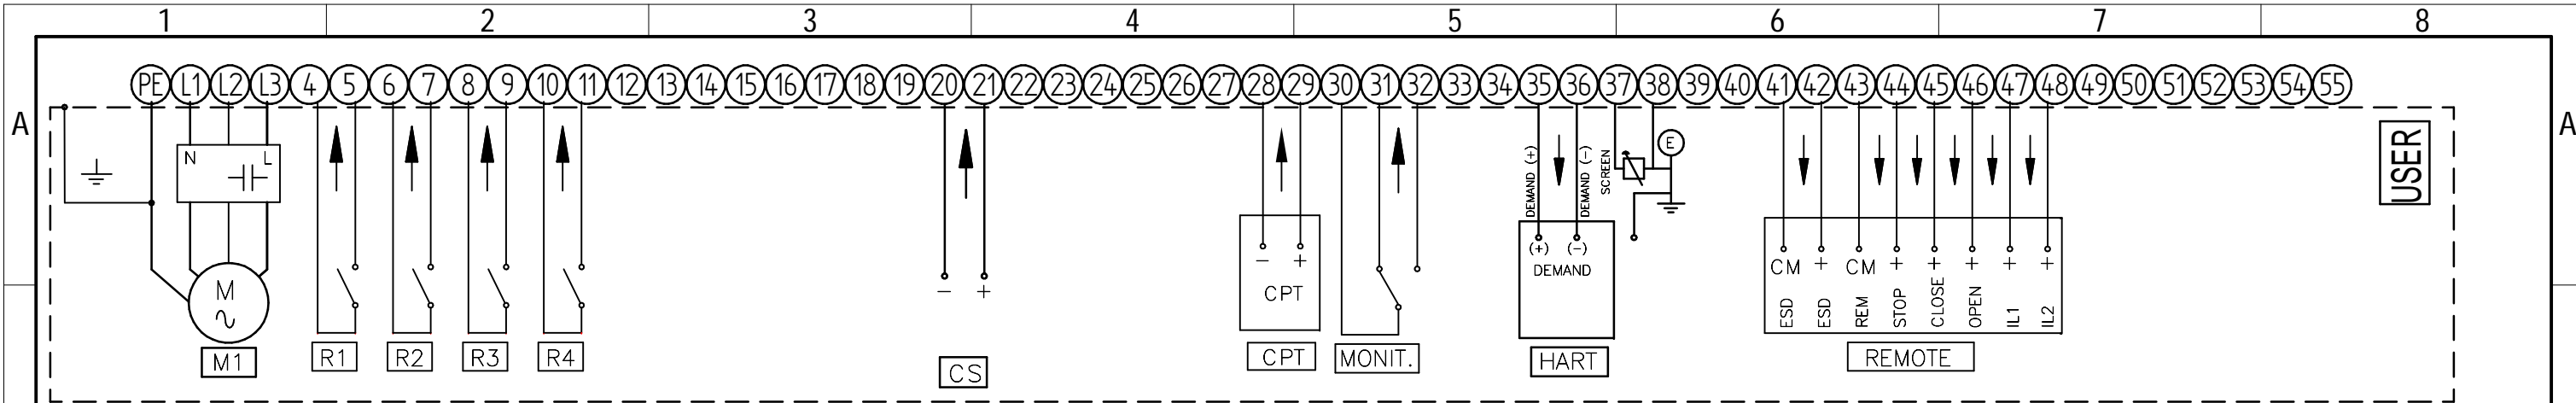 1 2 3 4 5 6 7 8
A A
PE L1 L2 L3 4 5 6 7 8 9 10 11 12 13 14 15 16 17 18 19 20 21 22 23 24 25 26 27 28 29 30 31 32 33 34 35 36 37 38 39 40 41 42 43 44 45 46 47 48 49 50 51 52 53 54 55
N L
M
M1
R1 R2 R3 R4
- +
CS
- +
CPT
CPT
MONIT.
DEMAND (+)
DEMAND (-)
SCREEN
E
(+) (-)
DEMAND
HART
CM + CM + + + + +
ESD ESD REM STOP CLOSE OPEN IL1 IL2
REMOTE
USER